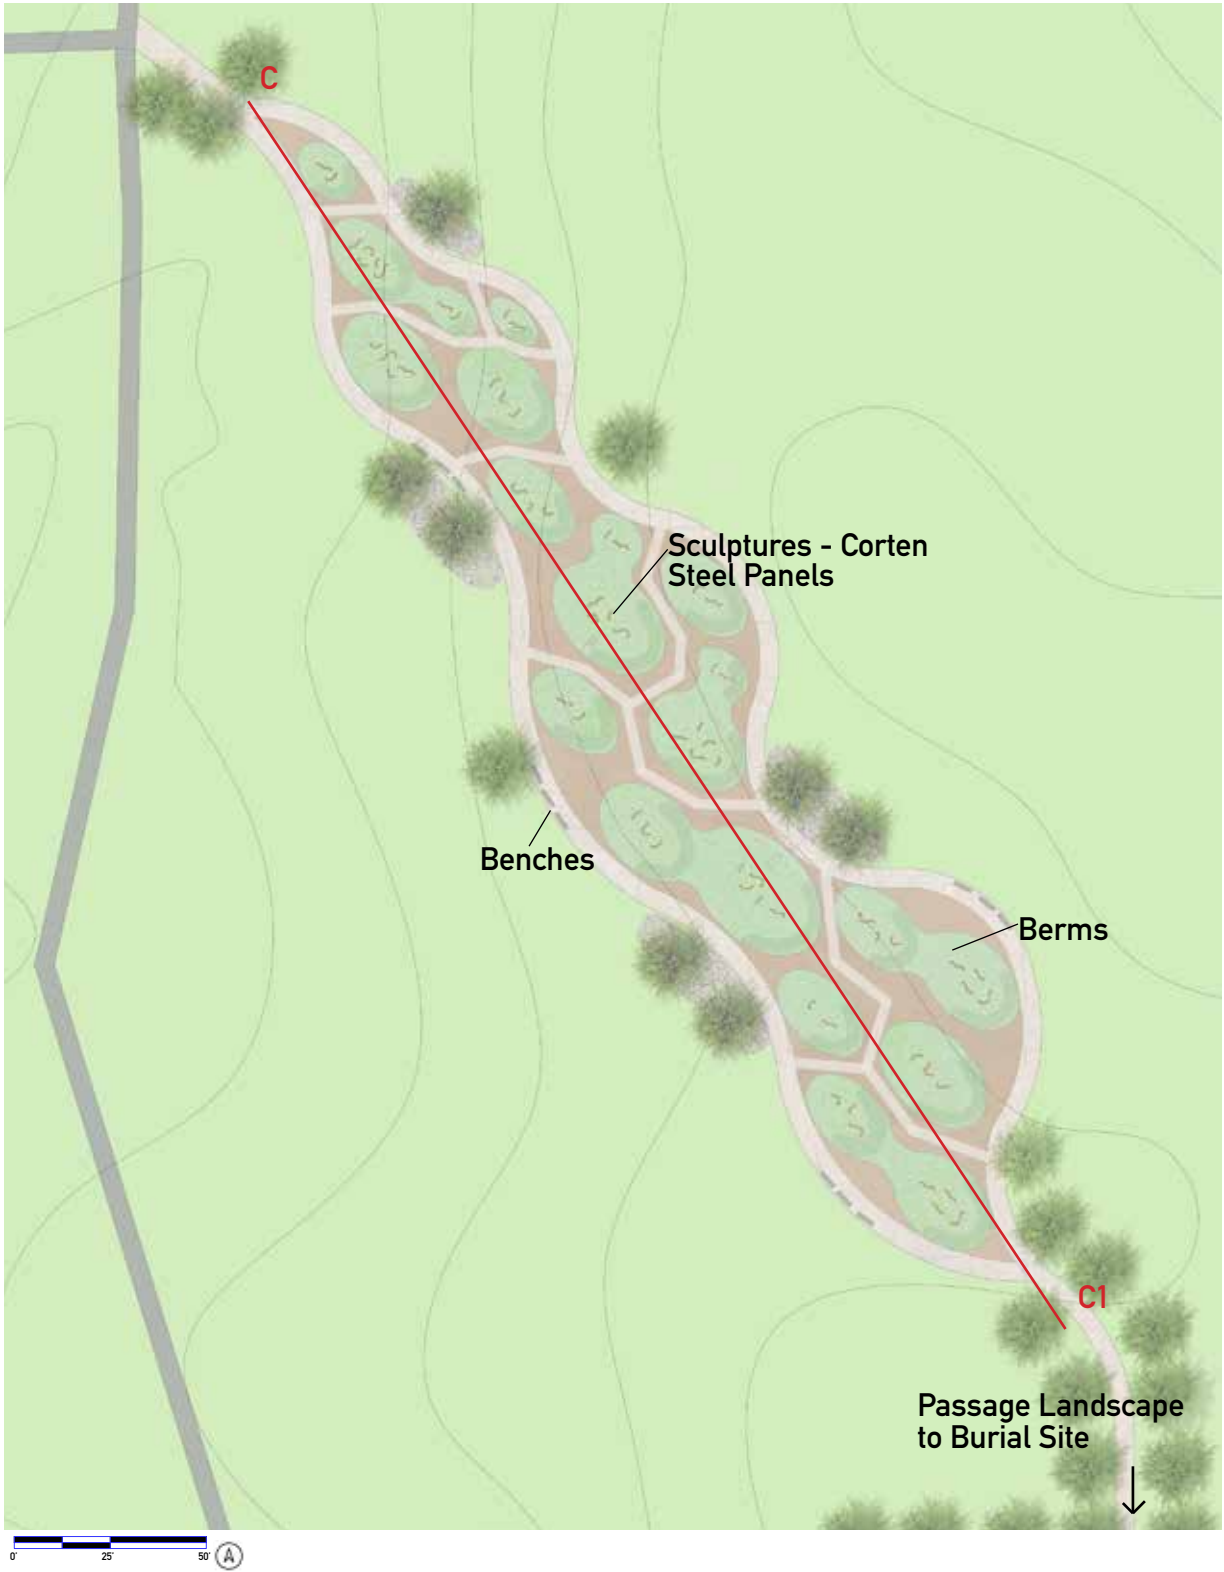 C
Sculptures - Corten
Steel Panels
Benches
Berms
C1
Passage Landscape
to Burial Site
0' 25' 50'
A